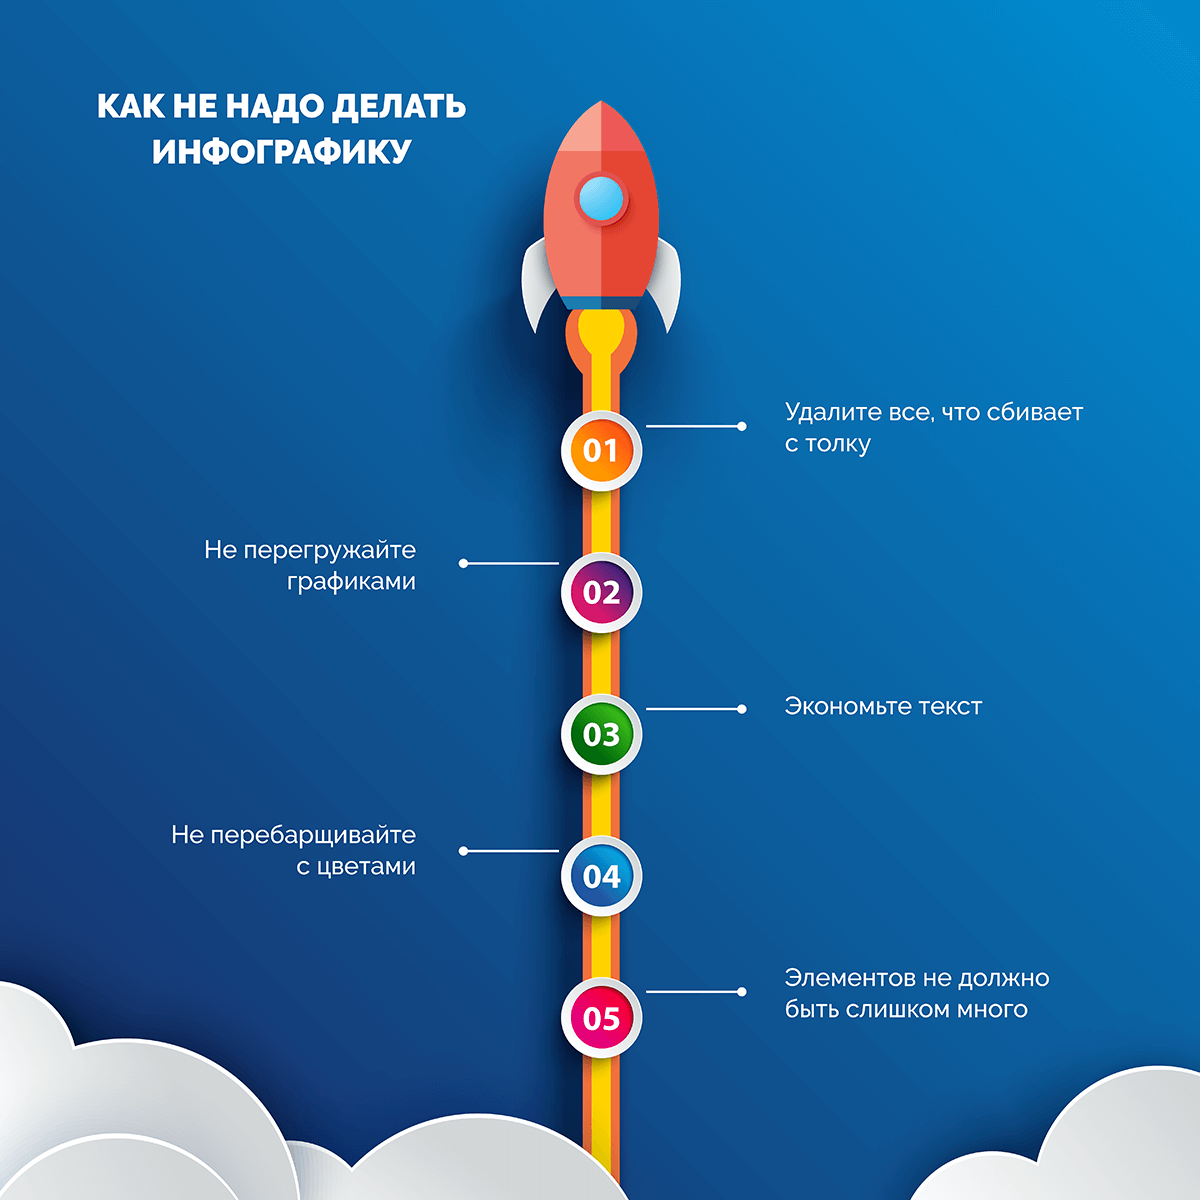 КАК НЕ НАДО ДЕЛАТЬ
ИНФОГРАФИКУ
01
Удалите все, что сбивает
с толку
02
Не перегружайте
графиками
03
Экономьте текст
04
Не перебарщивайте
с цветами
05
Элементов не должно
быть слишком много